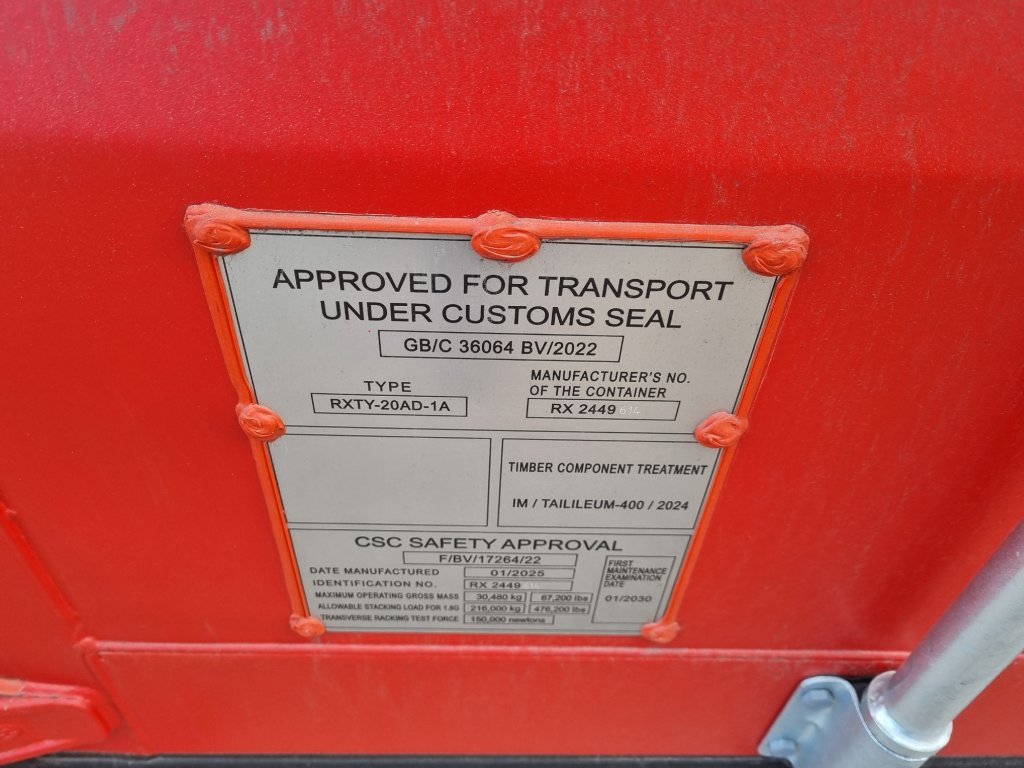 APPROVED FOR TRANSPORT
UNDER CUSTOMS SEAL
GB/C 36064 BV/2022
TYPE
RXTY-20AD-1A
MANUFACTURER'S NO.
OF THE CONTAINER
RX 2449 614
TIMBER COMPONENT TREATMENT
IM / TAILILEUM-400 / 2024
CSC SAFETY APPROVAL
F/BV/17264/22
DATE MANUFACTURED 01/2025
IDENTIFICATION NO. RX 2449
MAXIMUM OPERATING GROSS MASS 30,480 kg 67,200 lbs
ALLOWABLE STACKING LOAD FOR 1.8G 216,000 kg 476,200 lbs
TRANSVERSE RACKING TEST FORCE 150,000 newtons
FIRST
MAINTENANCE
EXAMINATION
DATE
01/2030